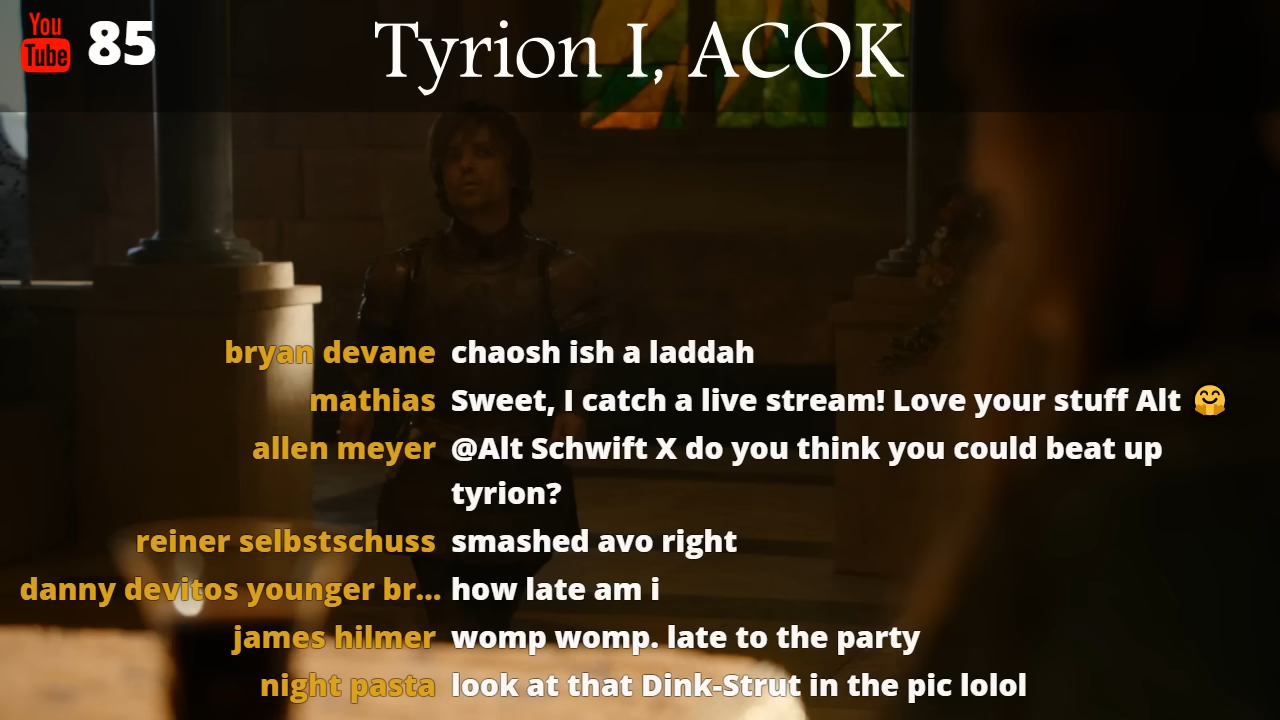 You
Tube 85
Tyrion I, ACOK
bryan devane chaosh ish a laddah
mathias Sweet, I catch a live stream! Love your stuff Alt 🤗
allen meyer @Alt Schwift X do you think you could beat up
tyrion?
reiner selbstschuss smashed avo right
danny devitos younger br... how late am i
james hilmer womp womp. late to the party
night pasta look at that Dink-Strut in the pic lolol